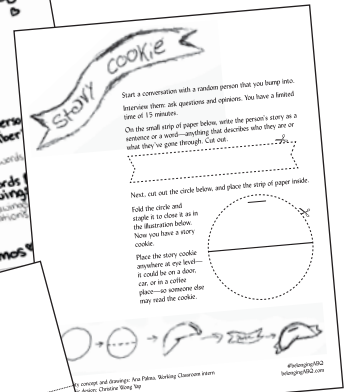 STORY COOKIE
Start a conversation with a random person that you bump into.
Interview them: ask questions and opinions. You have a limited
time of 15 minutes.
On the small strip of paper below, write the person's story as a
sentence or a word—anything that describes who they are or
what they've gone through. Cut out.
Next, cut out the circle below, and place the strip of paper inside.
Fold the circle and
staple it to close it as in
the illustration below.
Now you have a story
cookie.
Place the story cookie
anywhere at eye level—
it could be on a door,
car, or in a coffee
place—so someone else
may read the cookie.
concept and drawings: Ana Palma, Working Classroom intern
design: Christine Wong Yap
#belongingABQ
belongingABQ.com